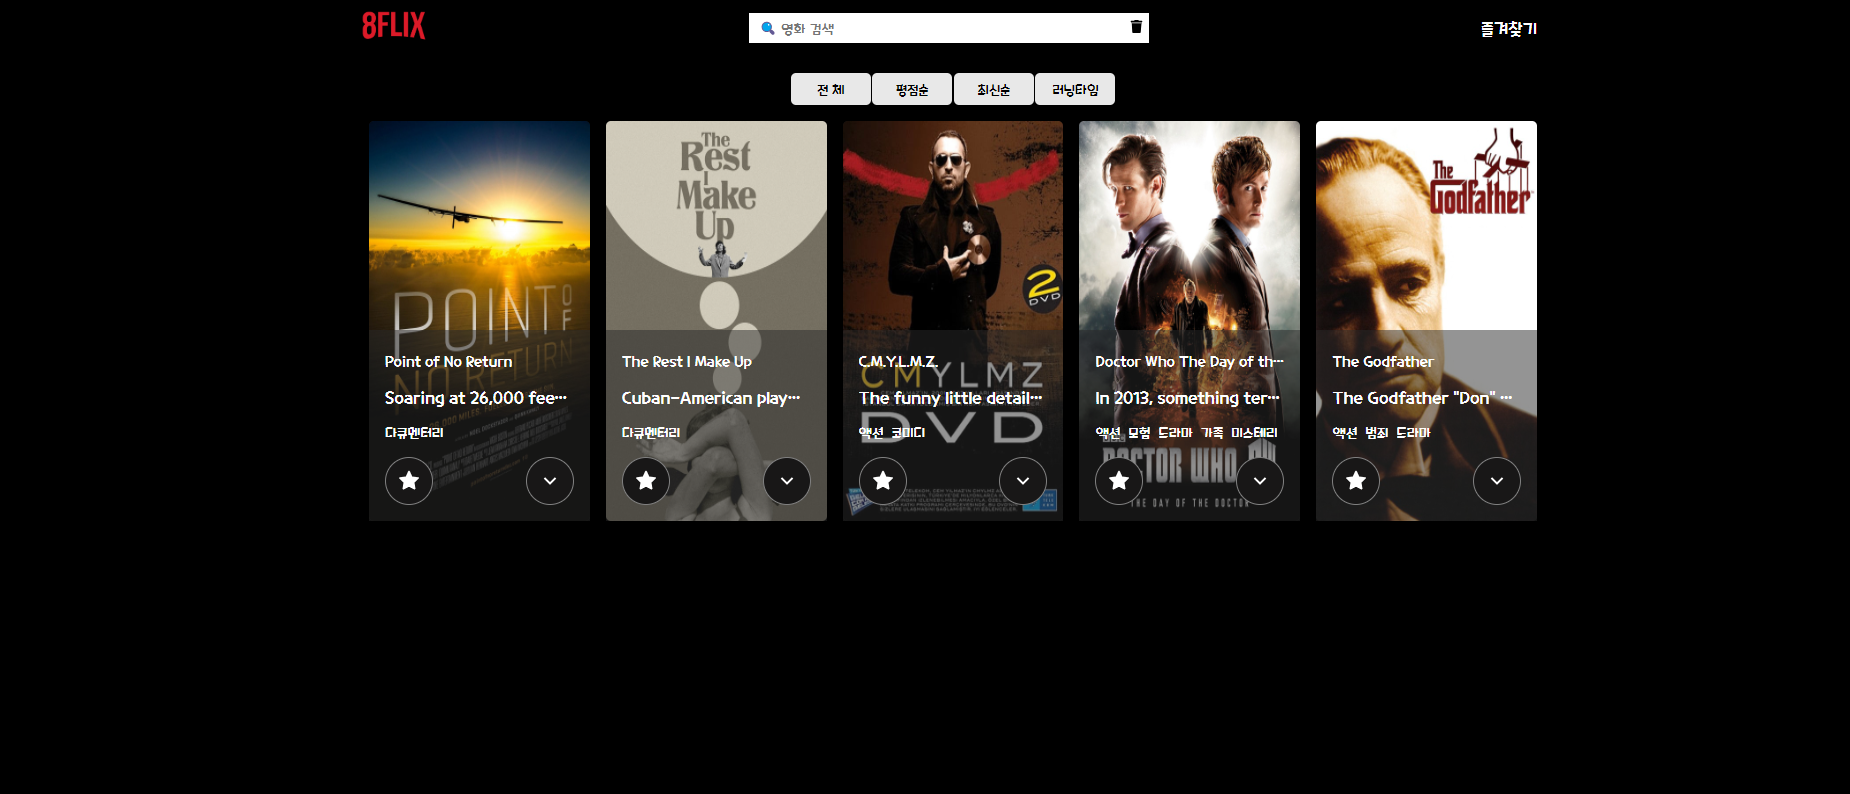 8FLIX
영화 검색
즐겨찾기
전 체
평점순
최신순
러닝타임
POINT OF
NO RETURN
Point of No Return
Soaring at 26,000 fee…
다큐멘터리
The
Rest
I
Make
Up
The Rest I Make Up
Cuban-American play…
다큐멘터리
2
DVD
CMYLMZ
DVD
C.M.Y.L.M.Z.
The funny little detail…
액션 코미디
Doctor Who The Day of th…
In 2013, something ter…
액션 모험 드라마 가족 미스테리
DOCTOR WHO
THE DAY OF THE DOCTOR
The
Godfather
The Godfather
The Godfather "Don" …
액션 범죄 드라마